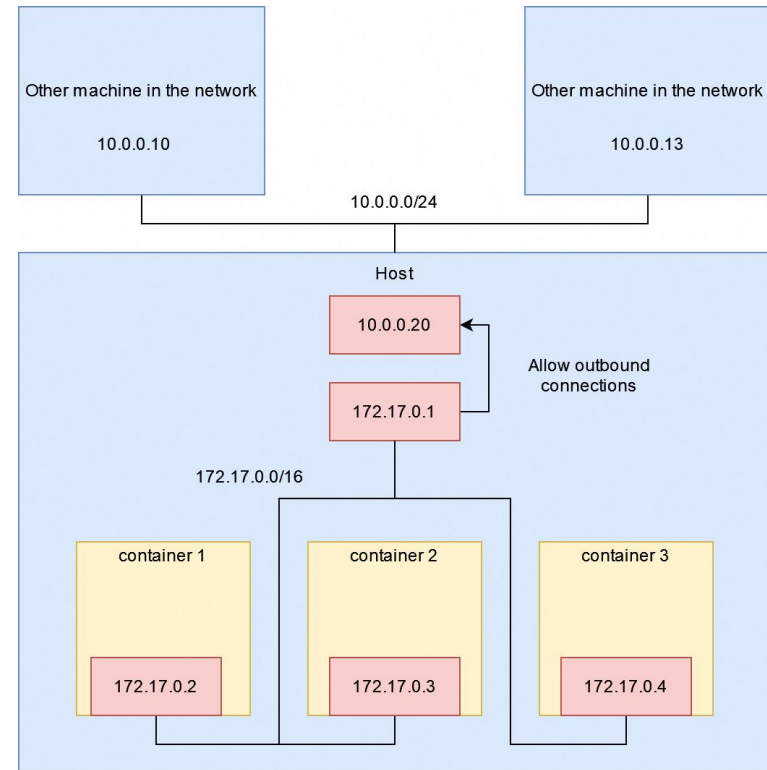 Other machine in the network
10.0.0.10
Other machine in the network
10.0.0.13
10.0.0.0/24
Host
10.0.0.20
Allow outbound
connections
172.17.0.1
172.17.0.0/16
container 1
container 2
container 3
172.17.0.2
172.17.0.3
172.17.0.4